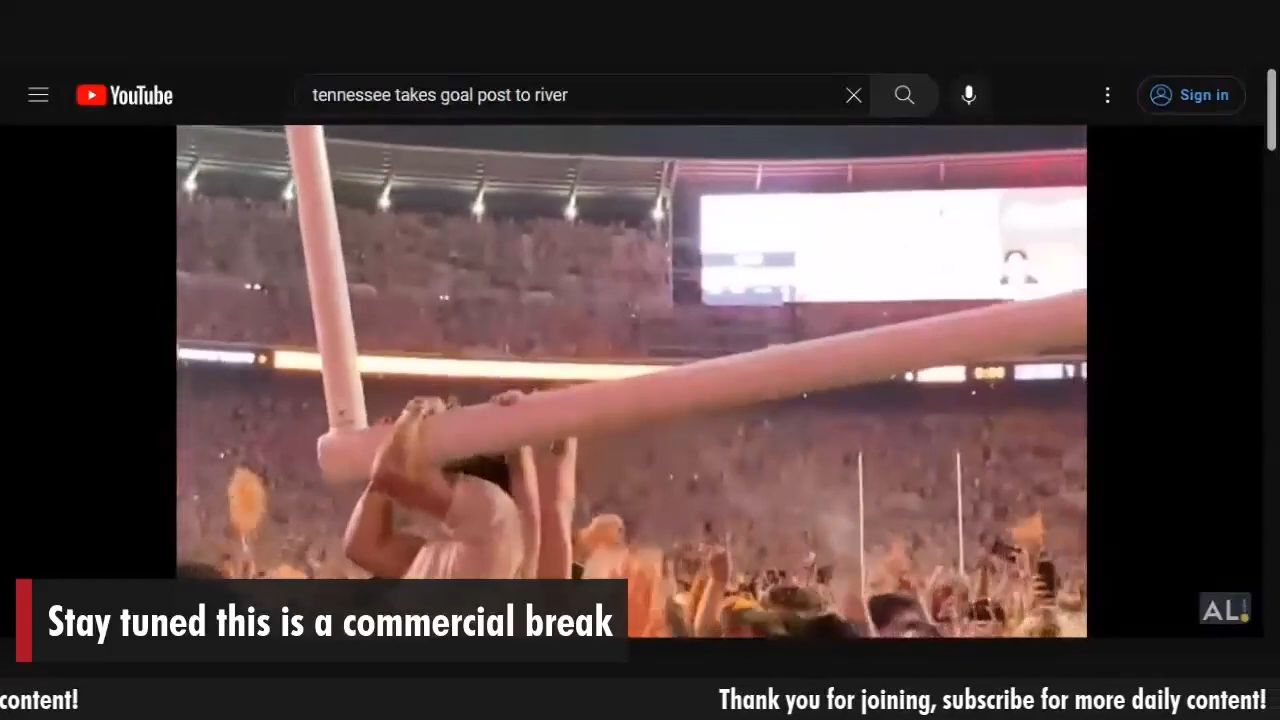 YouTube
tennessee takes goal post to river
Sign in
AL
Stay tuned this is a commercial break
content!
Thank you for joining, subscribe for more daily content!